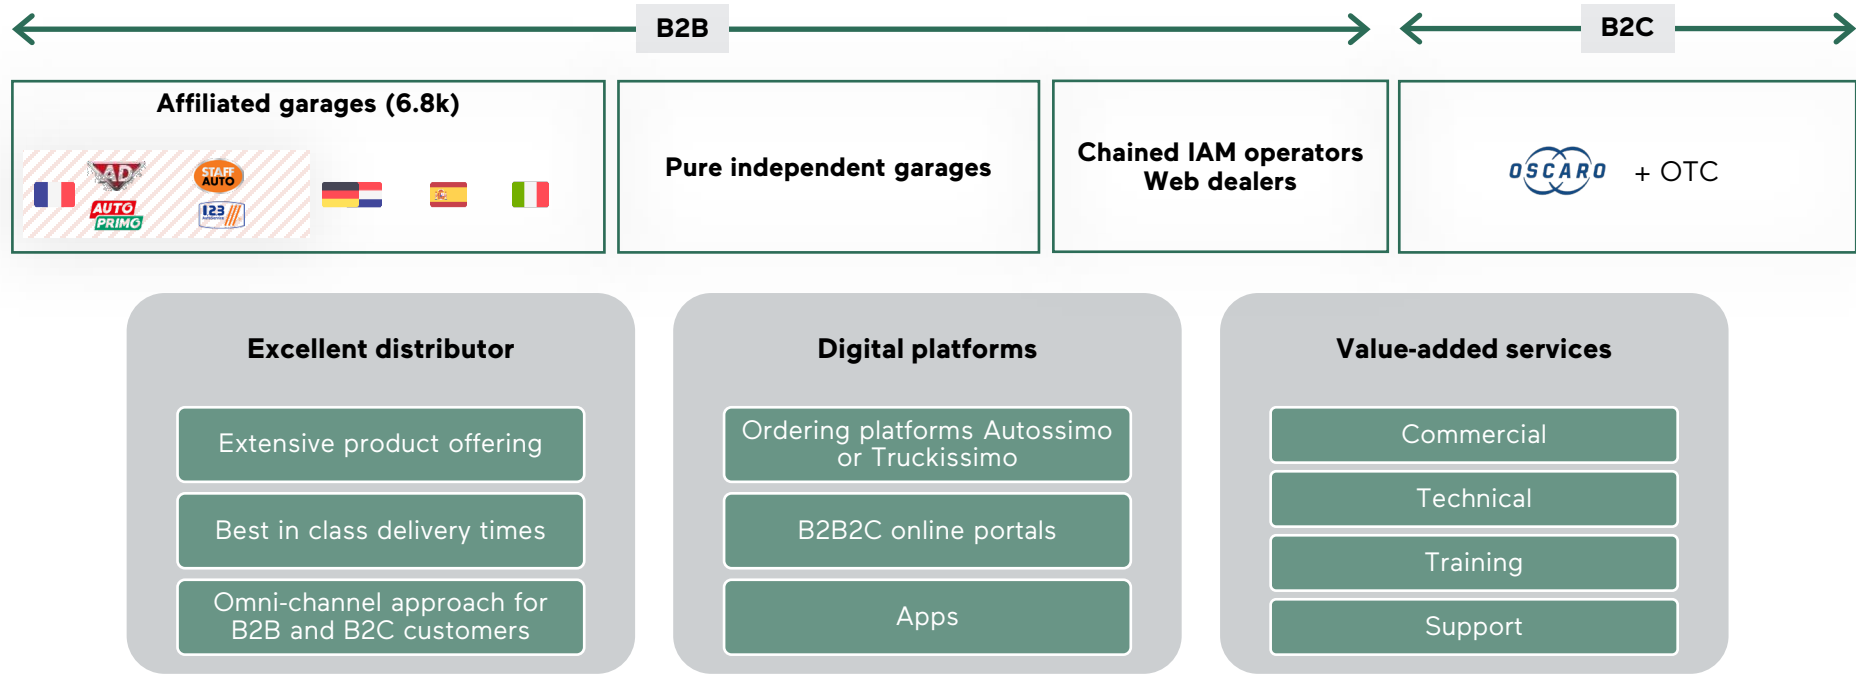 B2B
B2C
Affiliated garages (6.8k)
AD
STAFF
AUTO
AUTO
PRIMO
123
AutoService
Pure independent garages
Chained IAM operators
Web dealers
OSCARO
+ OTC
Excellent distributor
Extensive product offering
Best in class delivery times
Omni-channel approach for
B2B and B2C customers
Digital platforms
Ordering platforms Autossimo
or Truckissimo
B2B2C online portals
Apps
Value-added services
Commercial
Technical
Training
Support